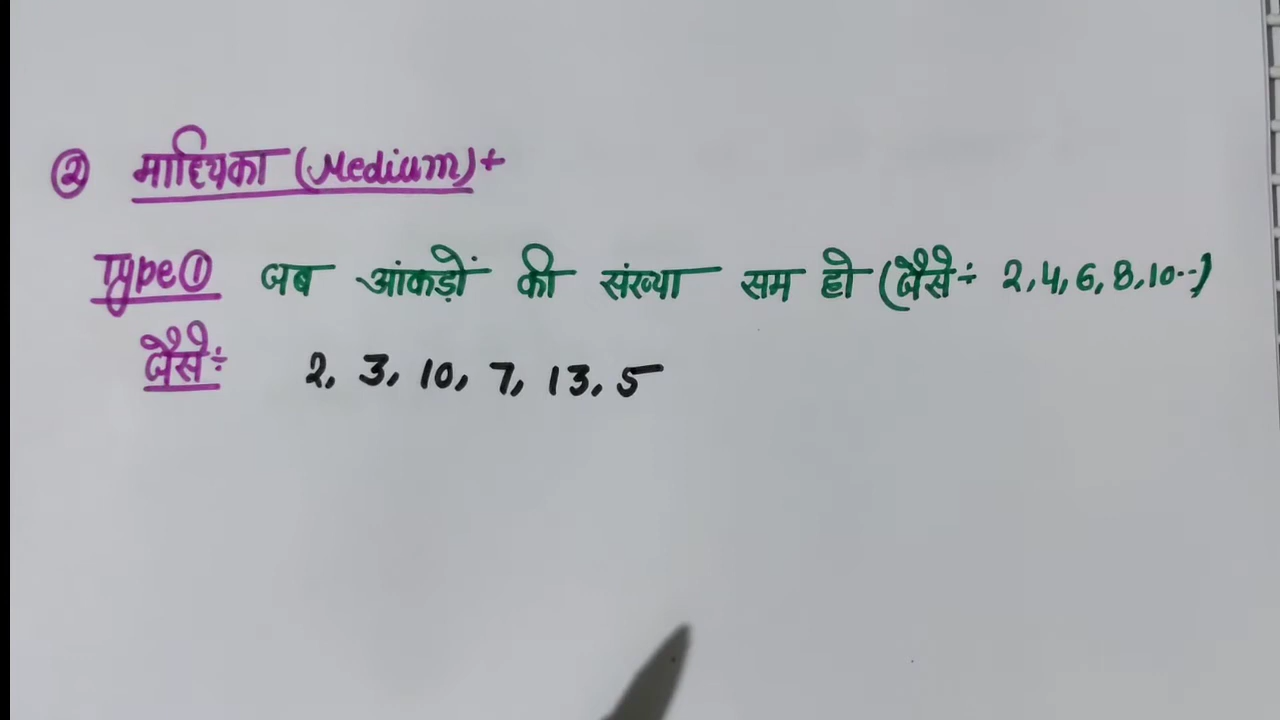 ② माध्यिका (Medium)÷
Type① जब आंकड़ों की संख्या सम हो (जैसे÷ 2,4,6,8,10--)
जैसे÷ 2, 3, 10, 7, 13, 5